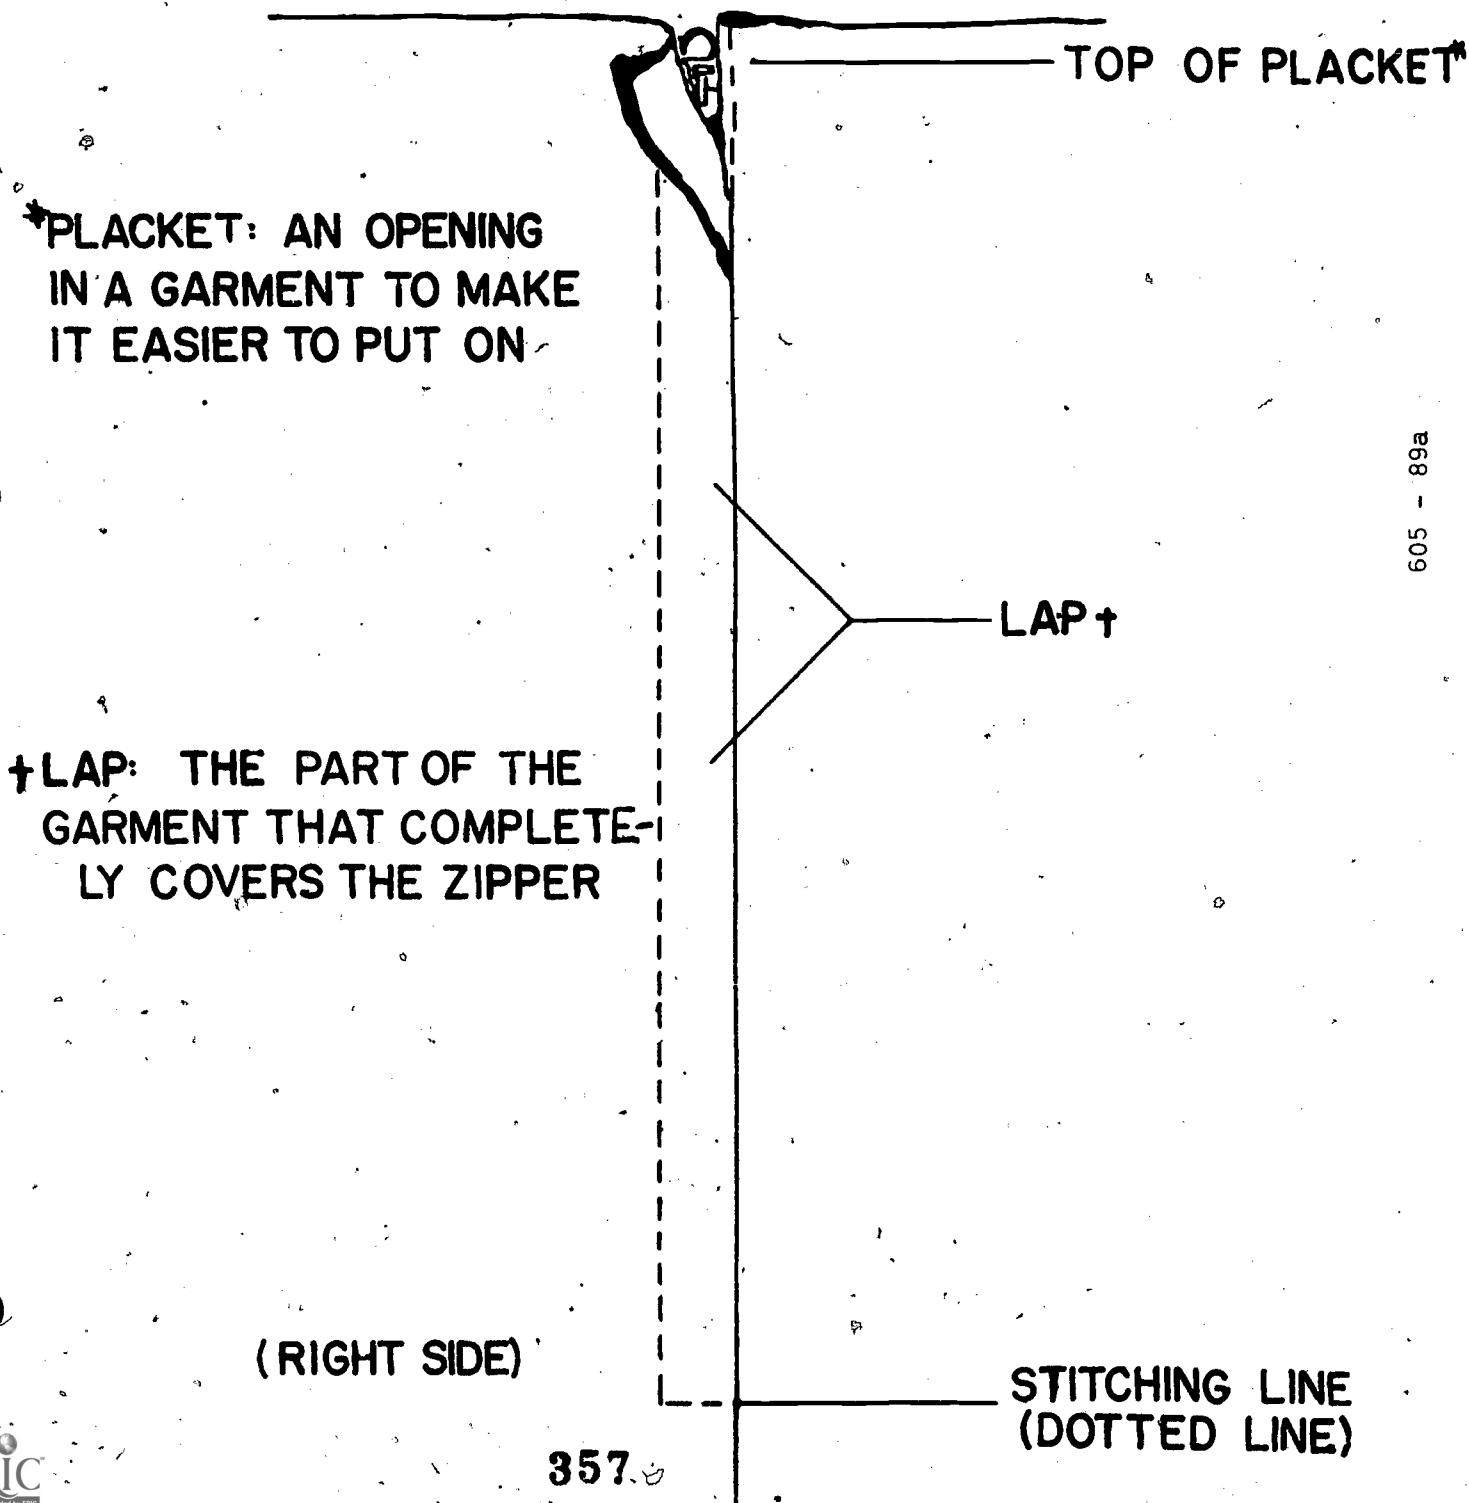 TOP OF PLACKET*
*PLACKET: AN OPENING
IN A GARMENT TO MAKE
IT EASIER TO PUT ON
605 - 89a
LAP†
†LAP: THE PART OF THE
GARMENT THAT COMPLETE-
LY COVERS THE ZIPPER
(RIGHT SIDE)
STITCHING LINE
(DOTTED LINE)
357
IC